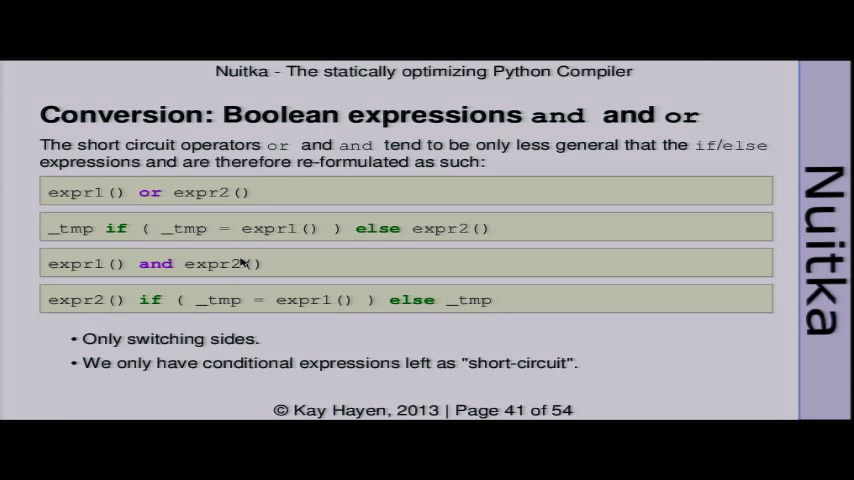 Nuitka - The statically optimizing Python Compiler
Conversion: Boolean expressions and and or
The short circuit operators or and and tend to be only less general that the if/else
expressions and are therefore re-formulated as such:
expr1() or expr2()
_tmp if ( _tmp = expr1() ) else expr2()
expr1() and expr2()
expr2() if ( _tmp = expr1() ) else _tmp
• Only switching sides.
• We only have conditional expressions left as "short-circuit".
© Kay Hayen, 2013 | Page 41 of 54
Nuitka